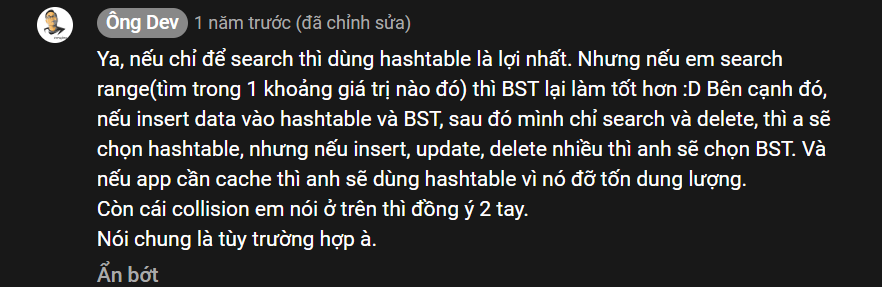 Ông Dev 1 năm trước (đã chỉnh sửa)
Ya, nếu chỉ để search thì dùng hashtable là lợi nhất. Nhưng nếu em search
range(tìm trong 1 khoảng giá trị nào đó) thì BST lại làm tốt hơn :D Bên cạnh đó,
nếu insert data vào hashtable và BST, sau đó mình chỉ search và delete, thì a sẽ
chọn hashtable, nhưng nếu insert, update, delete nhiều thì anh sẽ chọn BST. Và
nếu app cần cache thì anh sẽ dùng hashtable vì nó đỡ tốn dung lượng.
Còn cái collision em nói ở trên thì đồng ý 2 tay.
Nói chung là tùy trường hợp à.
Ẩn bớt